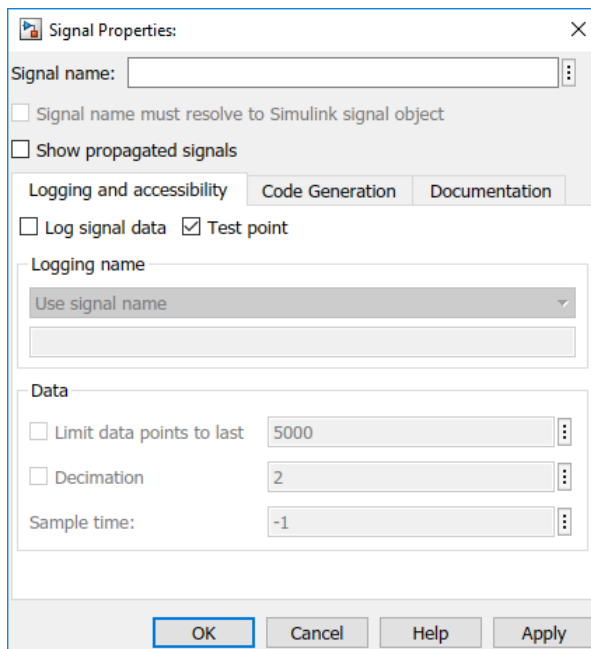 Signal Properties:
Signal name:
Signal name must resolve to Simulink signal object
Show propagated signals
Logging and accessibility Code Generation Documentation
Log signal data Test point
Logging name
Use signal name
Data
Limit data points to last 5000
Decimation 2
Sample time: -1
OK Cancel Help Apply